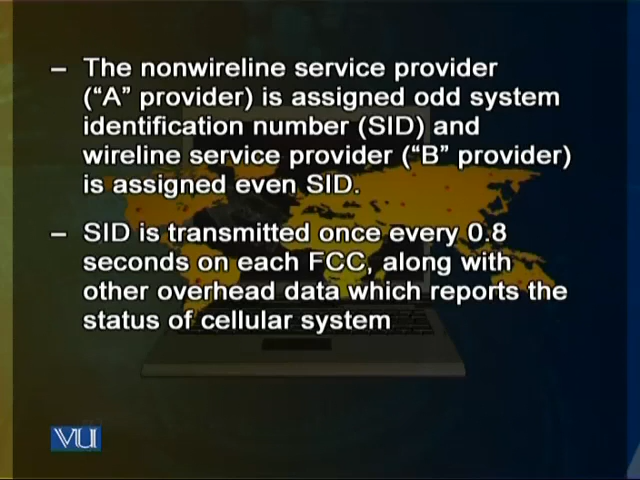 – The nonwireline service provider
(“A” provider) is assigned odd system
identification number (SID) and
wireline service provider (“B” provider)
is assigned even SID.
– SID is transmitted once every 0.8
seconds on each FCC, along with
other overhead data which reports the
status of cellular system
VU